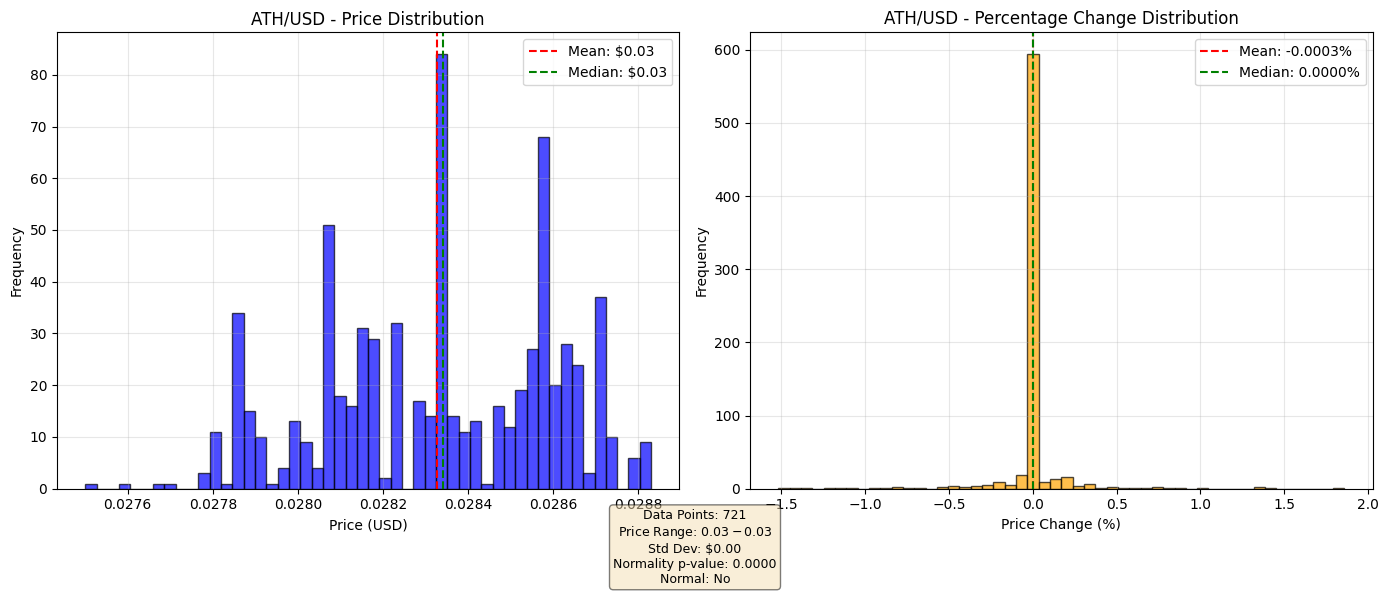 ATH/USD - Price Distribution
Mean: $0.03
Median: $0.03
80
70
60
50
40
30
20
10
0
Frequency
0.0276
0.0278
0.0280
0.0282
0.0284
0.0286
0.0288
Price (USD)
ATH/USD - Percentage Change Distribution
Mean: -0.0003%
Median: 0.0000%
600
500
400
300
200
100
0
Frequency
−1.5
−1.0
−0.5
0.0
0.5
1.0
1.5
2.0
Price Change (%)
Data Points: 721
Price Range: 0.03 − 0.03
Std Dev: $0.00
Normality p-value: 0.0000
Normal: No